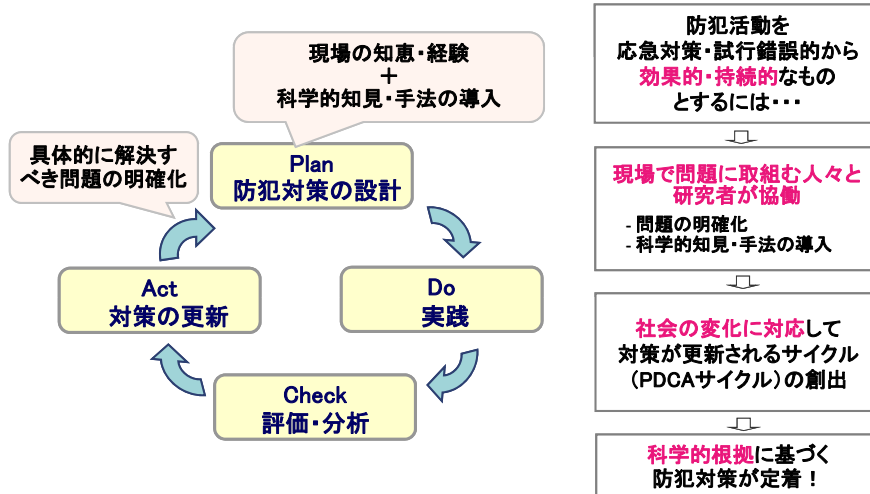 現場の知恵・経験
＋
科学的知見・手法の導入
具体的に解決す
べき問題の明確化
Plan
防犯対策の設計
Do
実践
Check
評価・分析
Act
対策の更新
防犯活動を
応急対策・試行錯誤的から
効果的・持続的なもの
とするには・・・
現場で問題に取組む人々と
研究者が協働
- 問題の明確化
- 科学的知見・手法の導入
社会の変化に対応して
対策が更新されるサイクル
（PDCAサイクル）の創出
科学的根拠に基づく
防犯対策が定着！